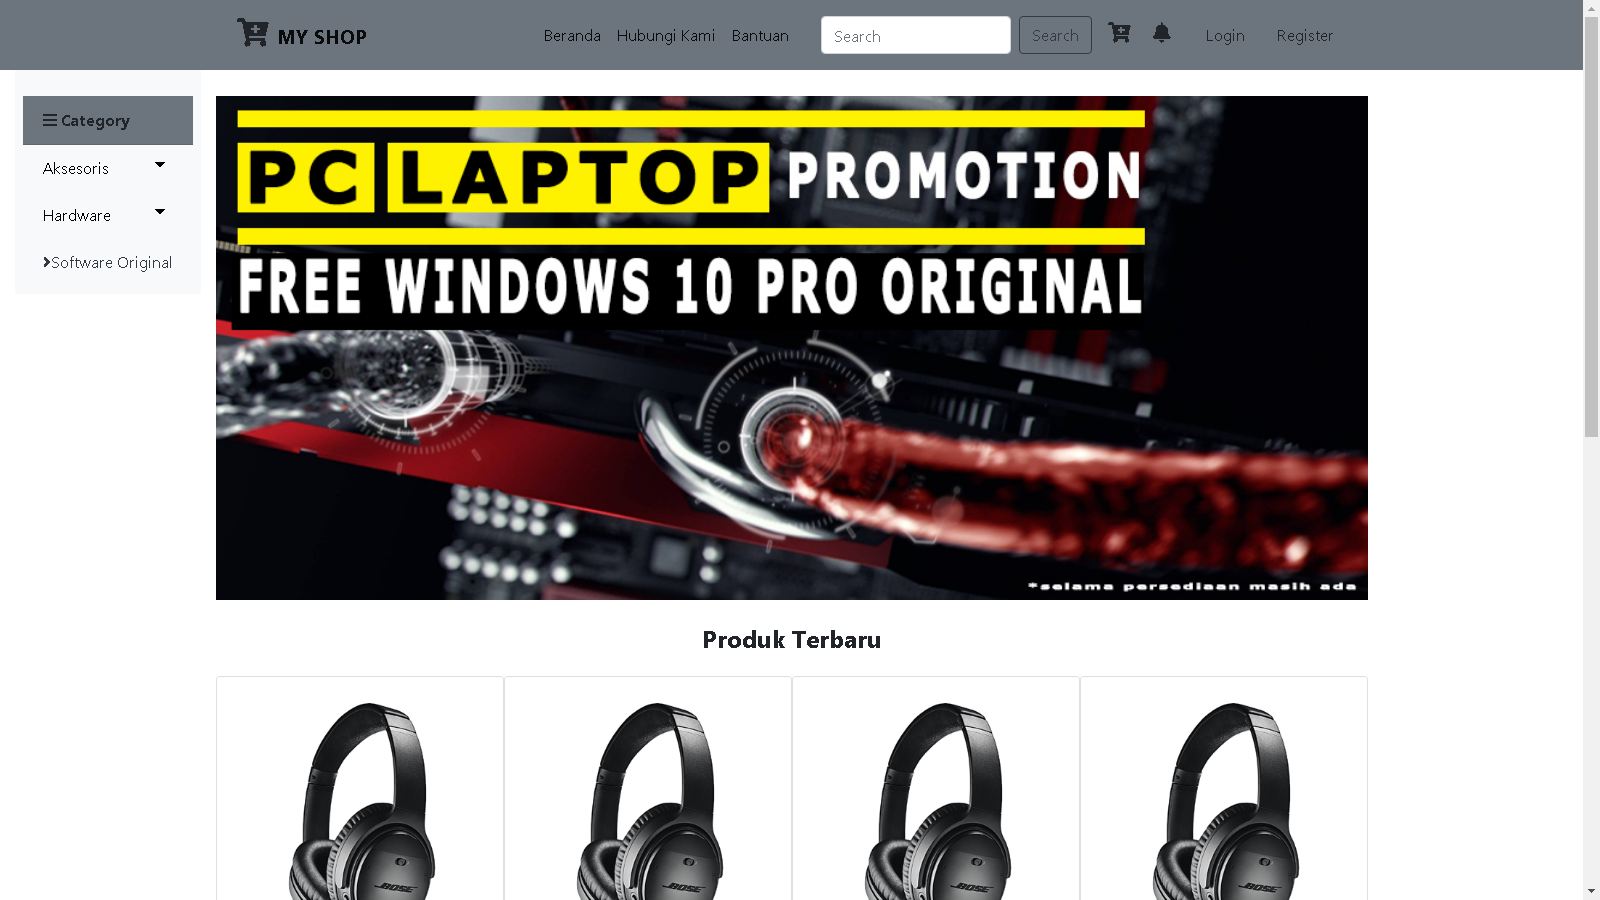 MY SHOP
Beranda
Hubungi Kami
Bantuan
Search
Search
Login
Register
Category
Aksesoris
Hardware
Software Original
PC LAPTOP PROMOTION
FREE WINDOWS 10 PRO ORIGINAL
*selama persediaan masih ada
Produk Terbaru
BOSE
BOSE
BOSE
BOSE